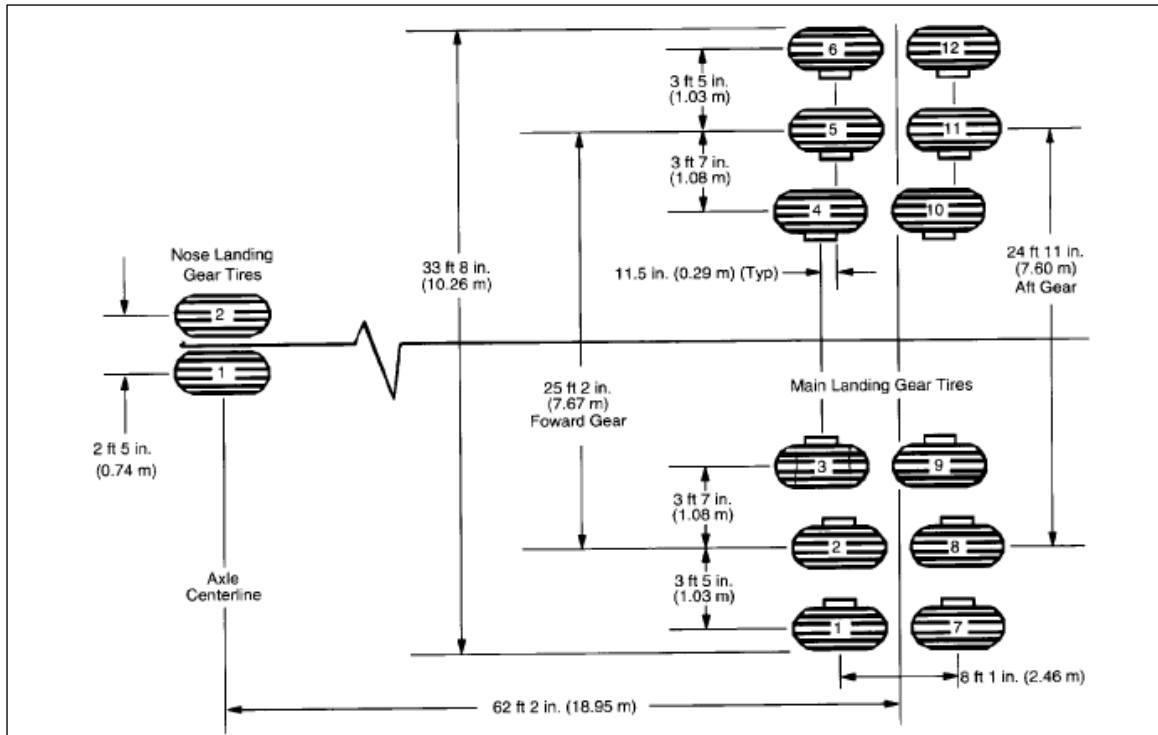 6
12
3 ft 5 in.
(1.03 m)
5
11
3 ft 7 in.
(1.08 m)
4
10
Nose Landing
Gear Tires
33 ft 8 in.
(10.26 m)
11.5 in. (0.29 m) (Typ)
24 ft 11 in.
(7.60 m)
Aft Gear
2
1
25 ft 2 in.
(7.67 m)
Foward Gear
Main Landing Gear Tires
2 ft 5 in.
(0.74 m)
3
9
3 ft 7 in.
(1.08 m)
2
8
Axle
Centerline
3 ft 5 in.
(1.03 m)
1
7
8 ft 1 in. (2.46 m)
62 ft 2 in. (18.95 m)